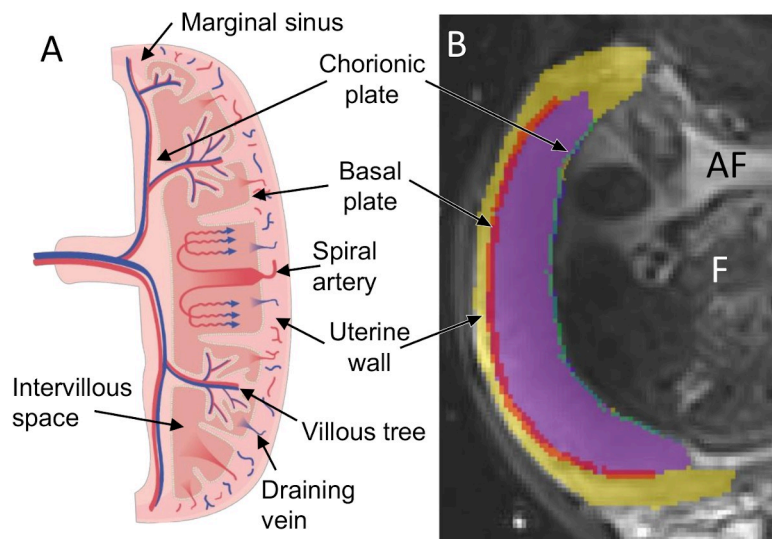 A
Marginal sinus
Chorionic
plate
Basal
plate
Spiral
artery
Uterine
wall
Intervillous
space
Villous tree
Draining
vein
B
AF
F